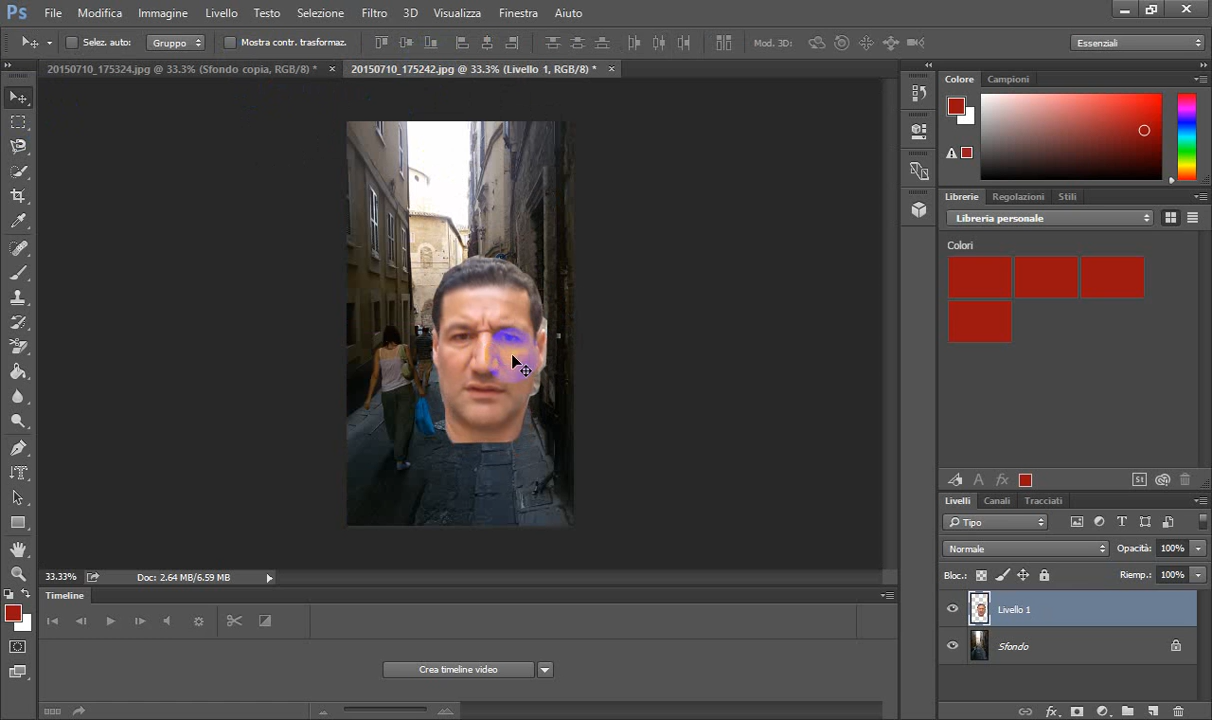 Ps File Modifica Immagine Livello Testo Selezione Filtro 3D Visualizza Finestra Aiuto
Selez. auto: Gruppo Mostra contr. trasformaz. Mod. 3D: Essenziali
20150710_175324.jpg @ 33.3% (Sfondo copia, RGB/8) * × 20150710_175242.jpg @ 33.3% (Livello 1, RGB/8) * ×
Colore Campioni
Librerie Regolazioni Stili
Libreria personale
Colori
Livelli Canali Tracciati
Tipo
Normale Opacità: 100%
Bloc.: Riemp.: 100%
Livello 1
Sfondo
33.33% Doc: 2.64 MB/6.59 MB
Timeline
Crea timeline video